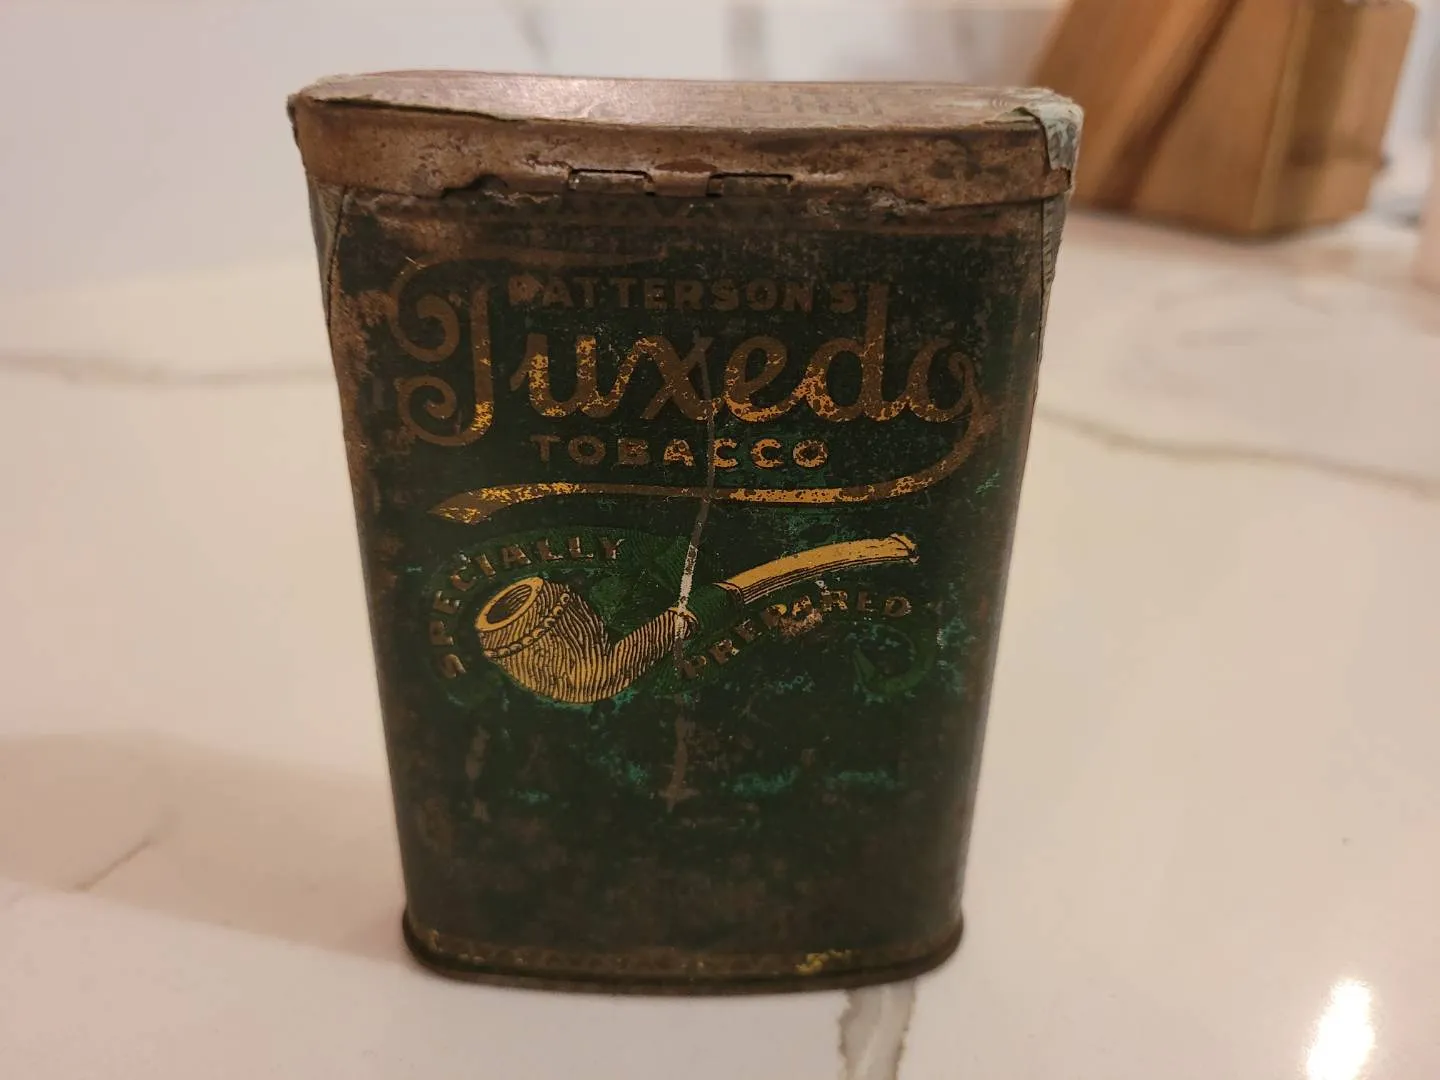 PATTERSON'S
Tuxedo
TOBACCO
SPECIALLY
PREPARED